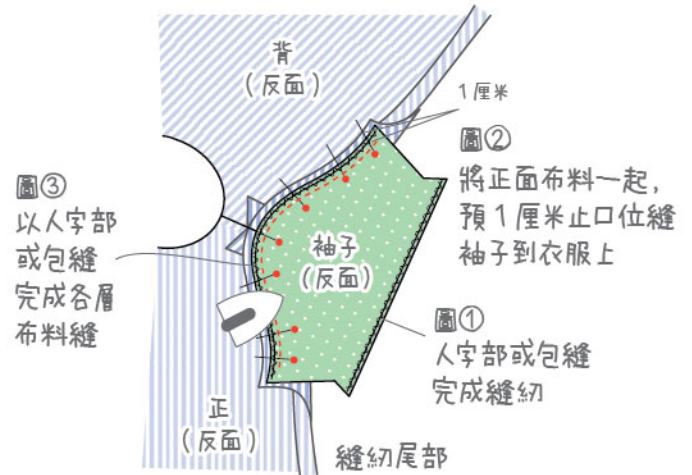 背
(反面)
1厘米
圖②
將正面布料一起,
預1厘米止口位縫
袖子到衣服上
圖③
以人字部
或包縫
完成各層
布料縫
袖子
(反面)
圖①
人字部或包縫
完成縫紉
正
(反面)
縫紉尾部